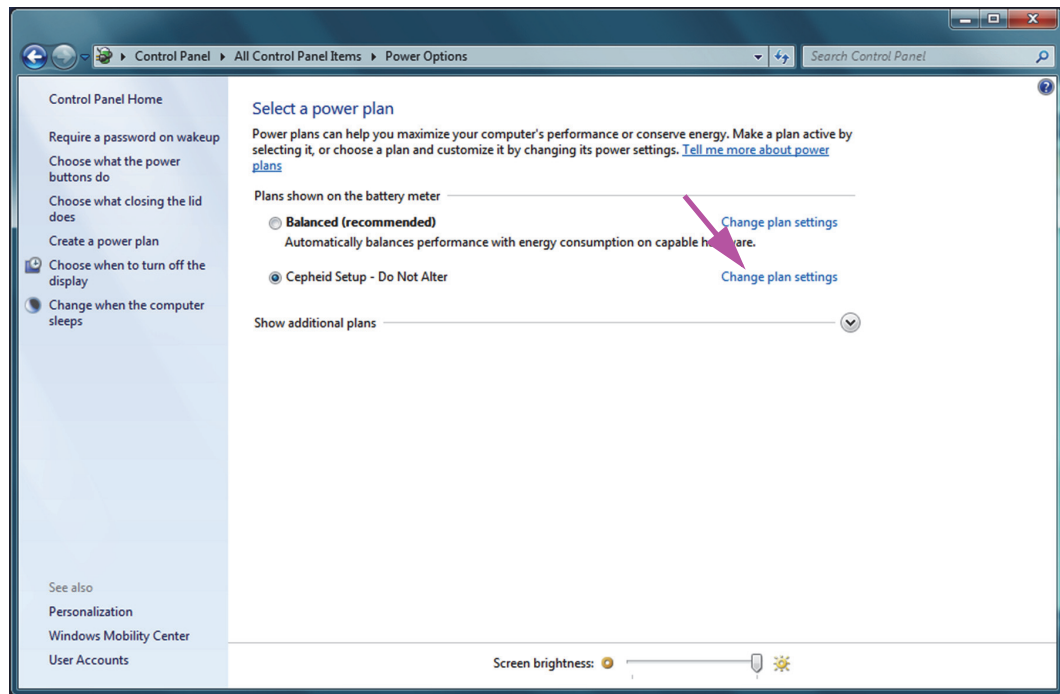 Control Panel ▸ All Control Panel Items ▸ Power Options
Search Control Panel
Control Panel Home
Require a password on wakeup
Choose what the power
buttons do
Choose what closing the lid
does
Create a power plan
Choose when to turn off the
display
Change when the computer
sleeps
See also
Personalization
Windows Mobility Center
User Accounts
Select a power plan
Power plans can help you maximize your computer's performance or conserve energy. Make a plan active by
selecting it, or choose a plan and customize it by changing its power settings. Tell me more about power
plans
Plans shown on the battery meter
Balanced (recommended) Change plan settings
Automatically balances performance with energy consumption on capable hardware.
Cepheid Setup - Do Not Alter Change plan settings
Show additional plans
Screen brightness: